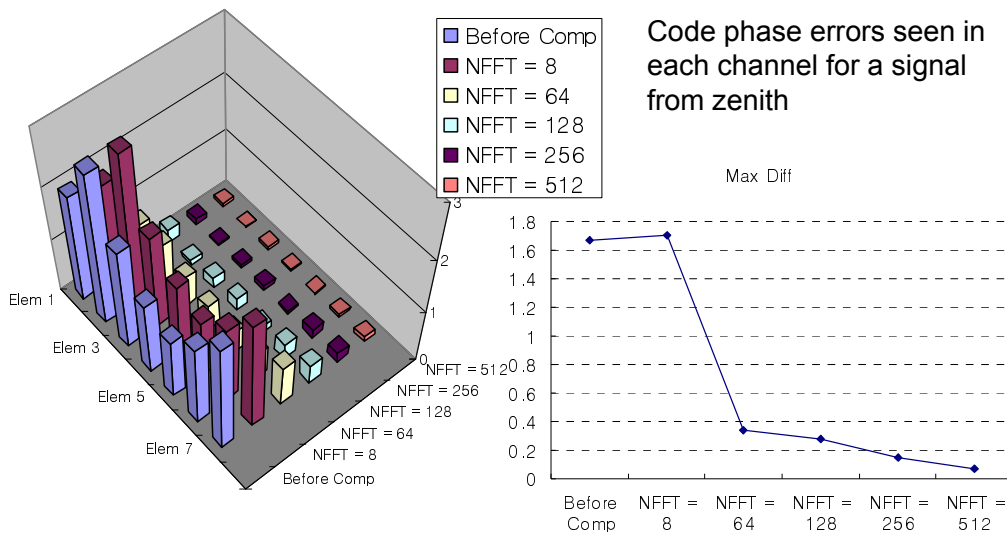 Before Comp
NFFT = 8
NFFT = 64
NFFT = 128
NFFT = 256
NFFT = 512
Code phase errors seen in
each channel for a signal
from zenith
3
2
1
0
Elem 1
Elem 3
Elem 5
Elem 7
NFFT = 512
NFFT = 256
NFFT = 128
NFFT = 64
NFFT = 8
Before Comp
Max Diff
1.8
1.6
1.4
1.2
1
0.8
0.6
0.4
0.2
0
Before Comp
NFFT = 8
NFFT = 64
NFFT = 128
NFFT = 256
NFFT = 512